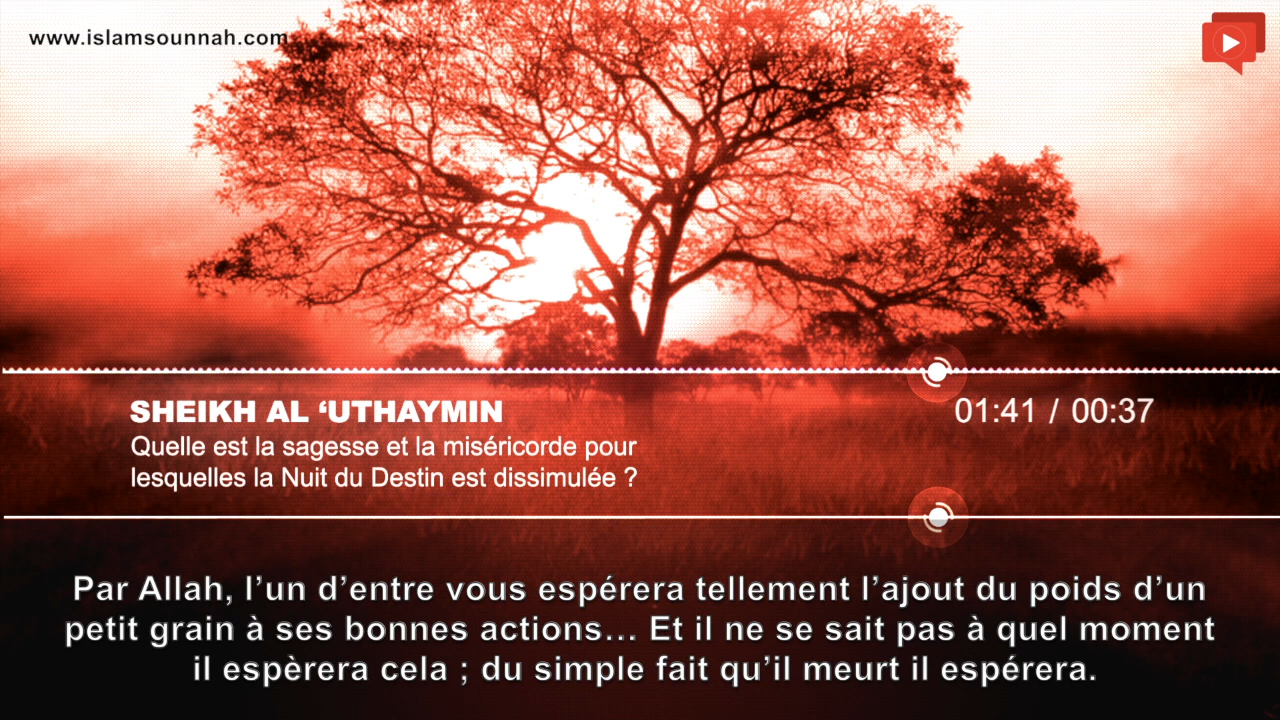 www.islamsounnah.com
SHEIKH AL ‘UTHAYMIN
01:41 / 00:37
Quelle est la sagesse et la miséricorde pour
lesquelles la Nuit du Destin est dissimulée ?
Par Allah, l’un d’entre vous espérera tellement l’ajout du poids d’un
petit grain à ses bonnes actions… Et il ne se sait pas à quel moment
il espèrera cela ; du simple fait qu’il meurt il espérera.